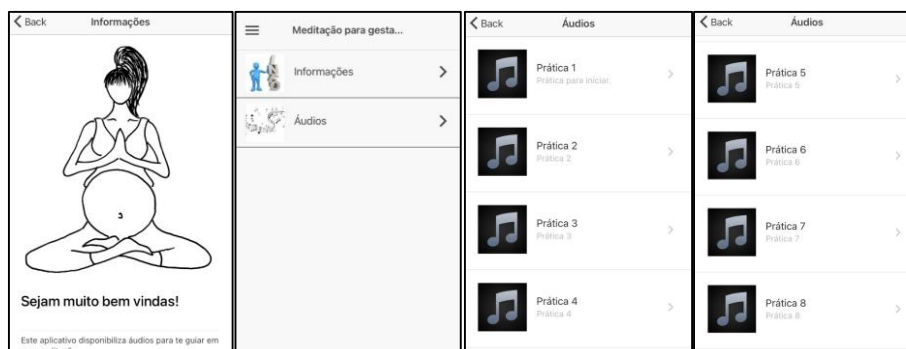 Back Informações
Sejam muito bem vindas!
Este aplicativo disponibiliza áudios para te guiar em
Meditação para gesta...
Informações
Áudios
Back Áudios
Prática 1
Prática para iniciar.
Prática 2
Prática 2
Prática 3
Prática 3
Prática 4
Prática 4
Back Áudios
Prática 5
Prática 5
Prática 6
Prática 6
Prática 7
Prática 7
Prática 8
Prática 8